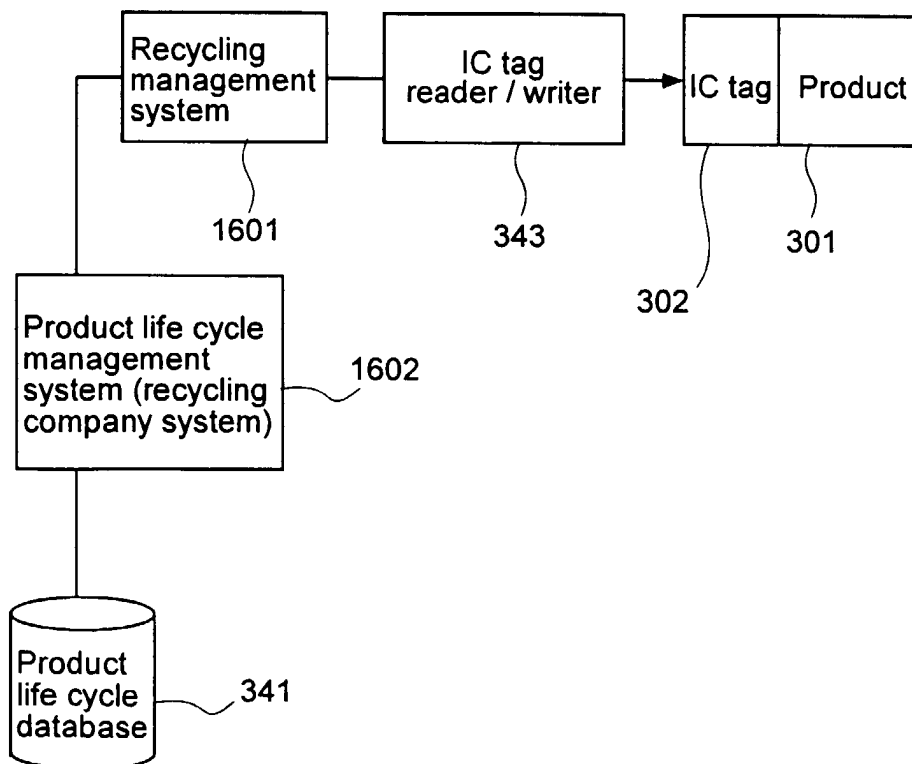 Recycling
management
system
IC tag
reader / writer
IC tag
Product
1601
343
302
301
Product life cycle
management
system (recycling
company system)
1602
Product
life cycle
database
341